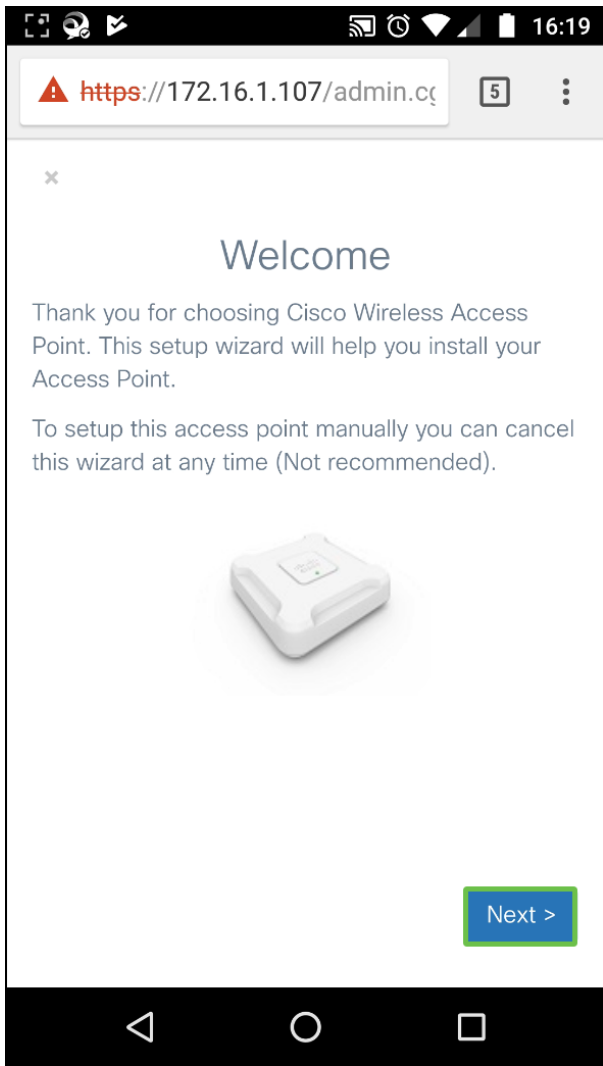 16:19
https://172.16.1.107/admin.cg
5
Welcome
Thank you for choosing Cisco Wireless Access
Point. This setup wizard will help you install your
Access Point.
To setup this access point manually you can cancel
this wizard at any time (Not recommended).
Next >